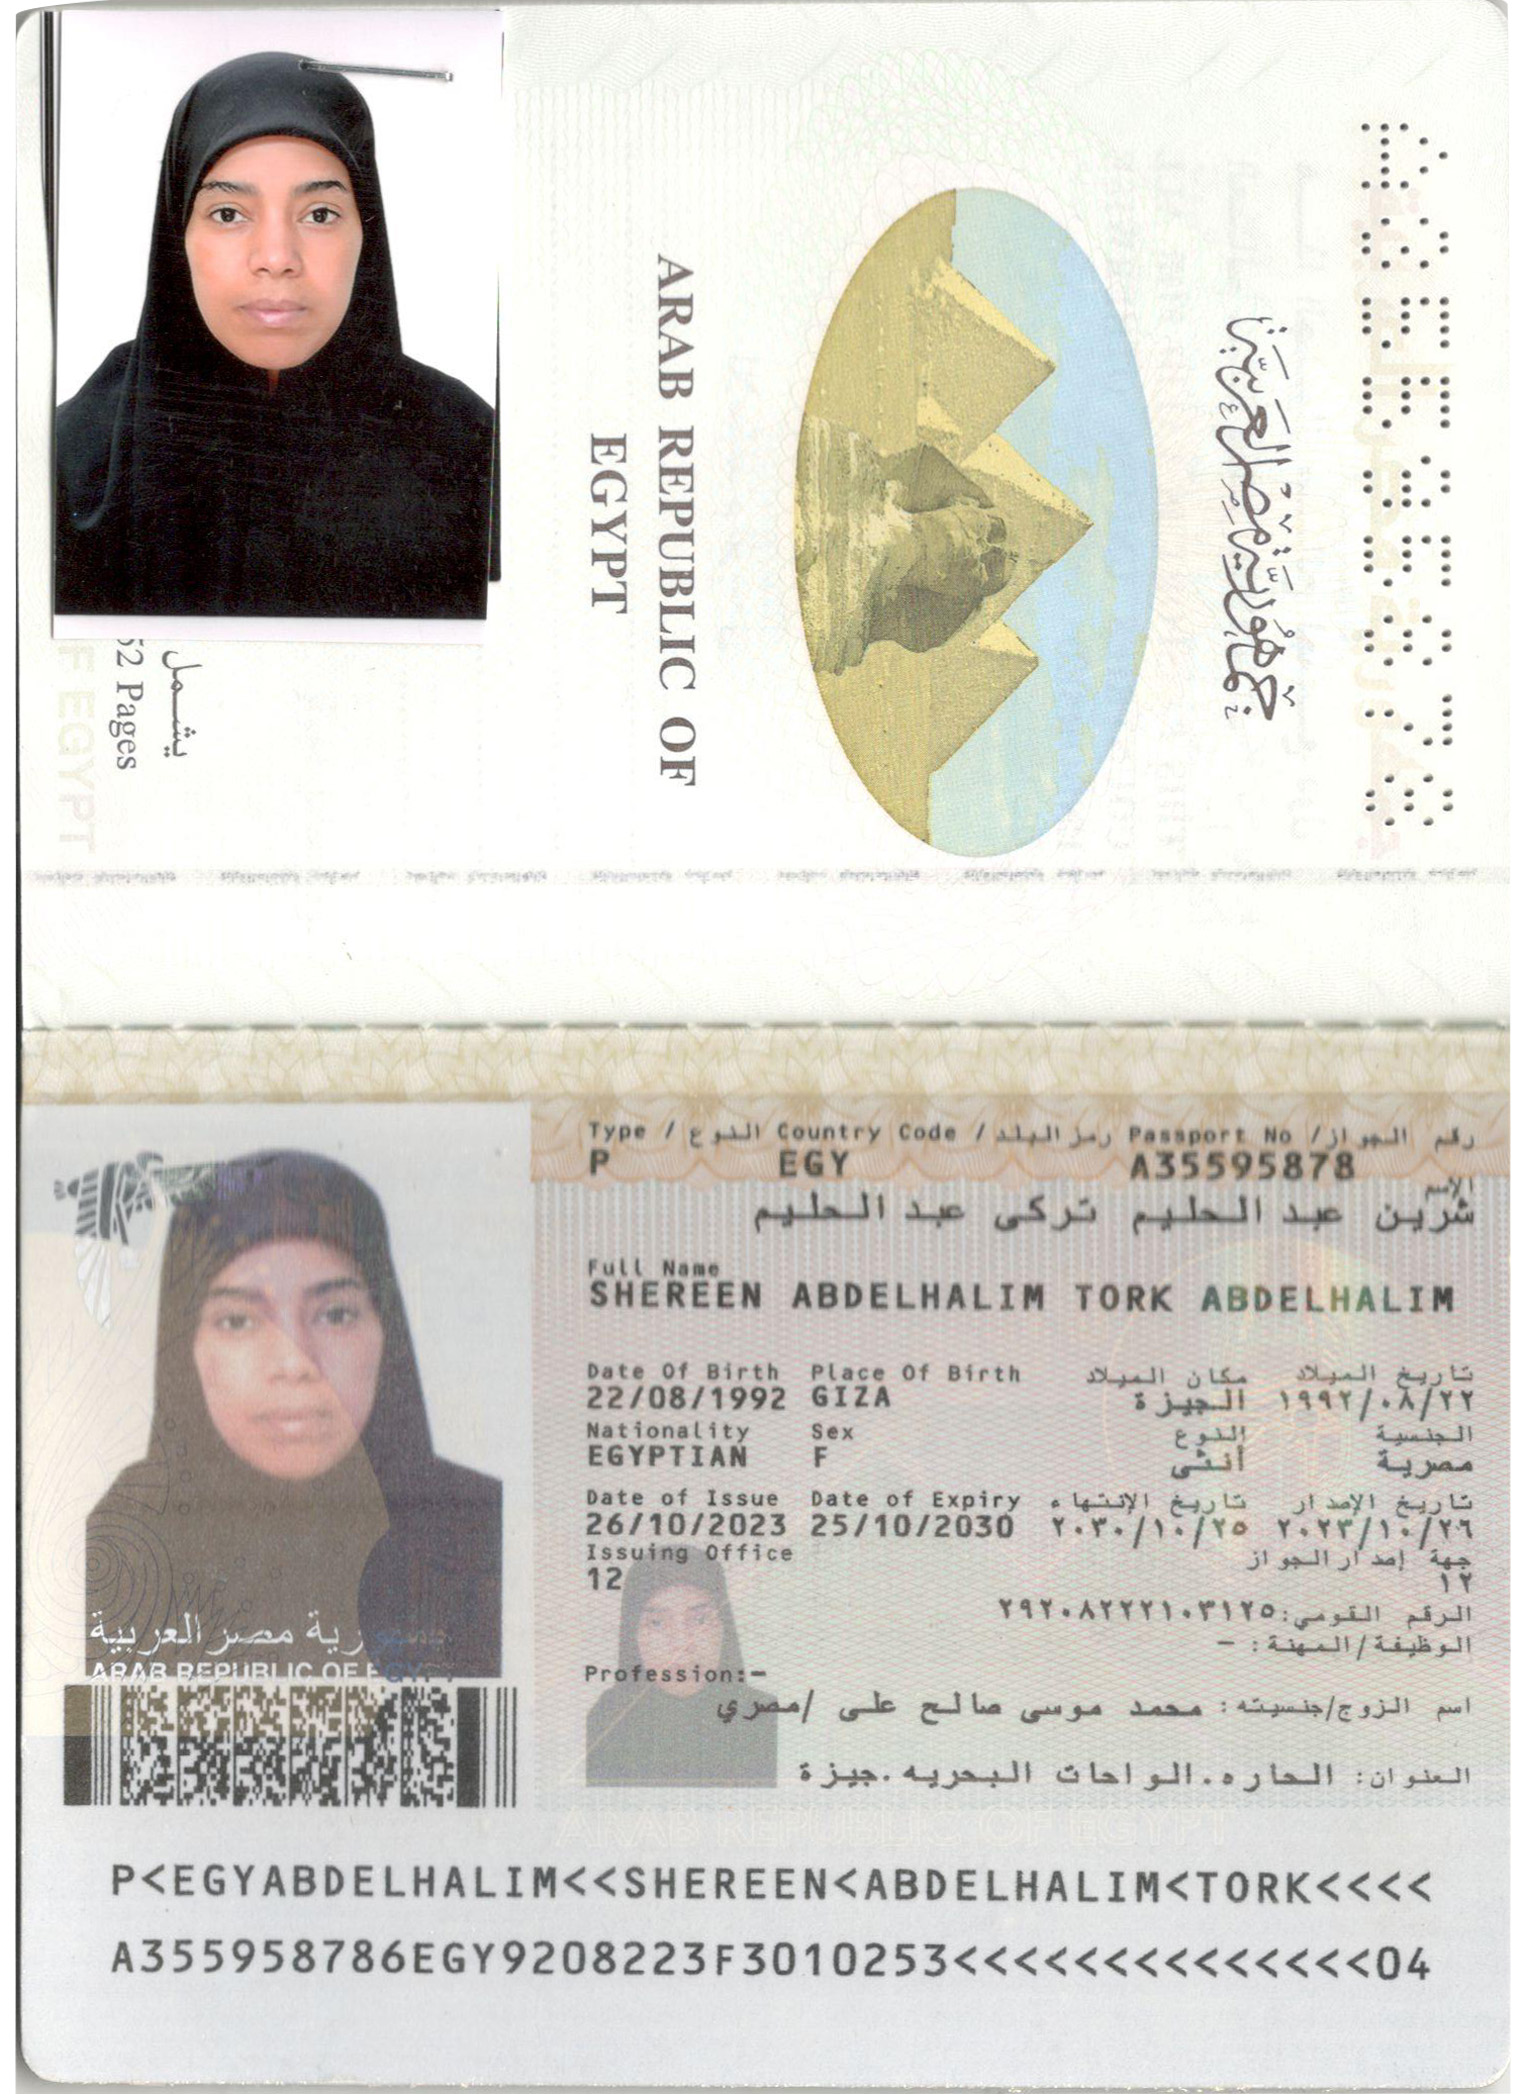 A35595878
جمهورية مصر العربية
ARAB REPUBLIC OF
EGYPT
يشمل
52 Pages
F EGYPT
Type / النوع Country Code / رمز البلد Passport No / رقم الجواز
P EGY A35595878
الإسم
شرين عبد الحليم تركى عبد الحليم
Full Name
SHEREEN ABDELHALIM TORK ABDELHALIM
Date Of Birth Place Of Birth مكان الميلاد تاريخ الميلاد
22/08/1992 GIZA الجيزة ١٩٩٢/٠٨/٢٢
Nationality Sex النوع الجنسية
EGYPTIAN F أنثى مصرية
Date of Issue Date of Expiry تاريخ الإنتهاء تاريخ الإصدار
26/10/2023 25/10/2030 ٢٠٣٠/١٠/٢٥ ٢٠٢٣/١٠/٢٦
Issuing Office جهة إصدار الجواز
12 ١٢
الرقم القومي:٢٩٢٠٨٢٢٢١٠٣١٢٥
الوظيفة/المهنة: -
Profession:-
اسم الزوج/جنسيته: محمد موسى صالح على /مصري
العنوان: الحاره.الواحات البحريه.جيزة
جمهورية مصر العربية
ARAB REPUBLIC OF EGYPT
ARAB REPUBLIC OF EGYPT
P<EGYABDELHALIM<<SHEREEN<ABDELHALIM<TORK<<<<
A355958786EGY9208223F3010253<<<<<<<<<<<<<<04